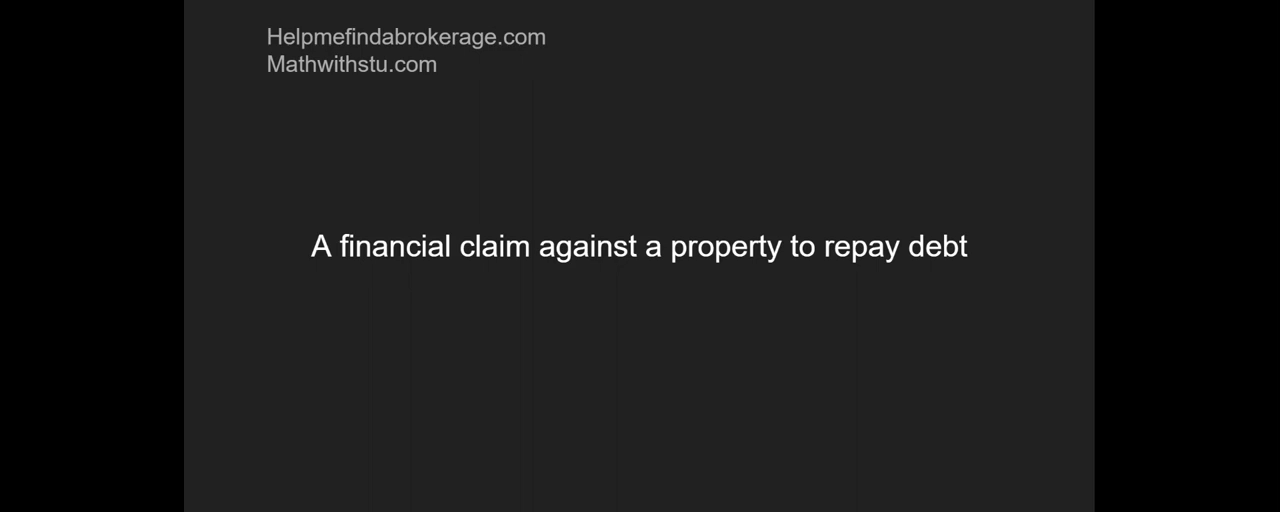 Helpmefindabrokerage.com
Mathwithstu.com
A financial claim against a property to repay debt